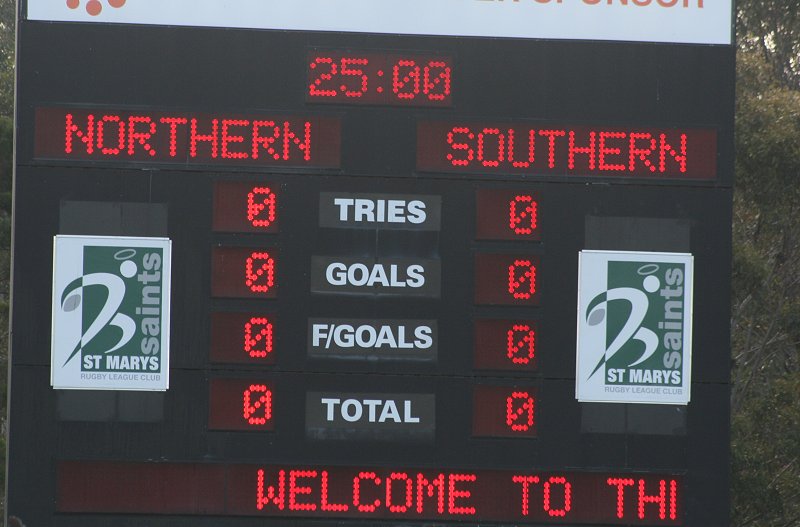 SPONSOR
25:00
NORTHERN SOUTHERN
0 TRIES 0
0 GOALS 0
0 F/GOALS 0
0 TOTAL 0
saints
ST MARYS
RUGBY LEAGUE CLUB
saints
ST MARYS
RUGBY LEAGUE CLUB
WELCOME TO THI